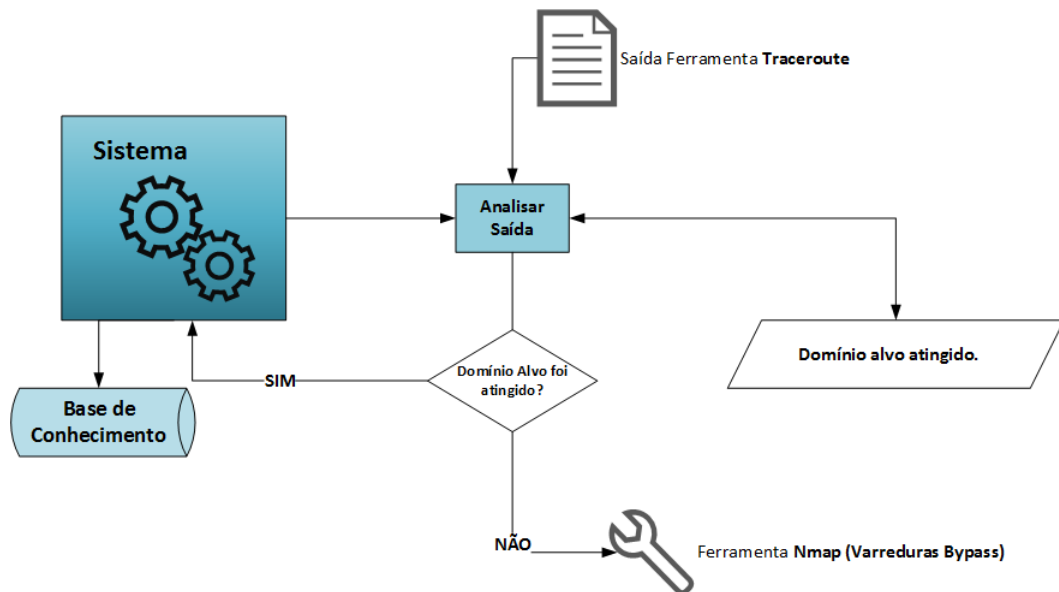 Saída Ferramenta Traceroute
Sistema
Analisar
Saída
Domínio alvo atingido.
Domínio Alvo foi
atingido?
SIM
Base de
Conhecimento
NÃO
Ferramenta Nmap (Varreduras Bypass)